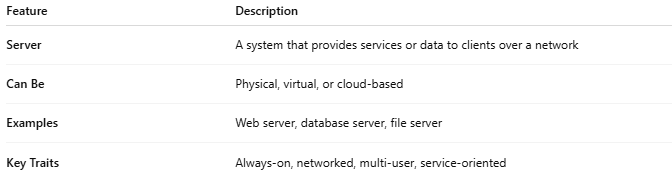 Feature Description
Server A system that provides services or data to clients over a network
Can Be Physical, virtual, or cloud-based
Examples Web server, database server, file server
Key Traits Always-on, networked, multi-user, service-oriented